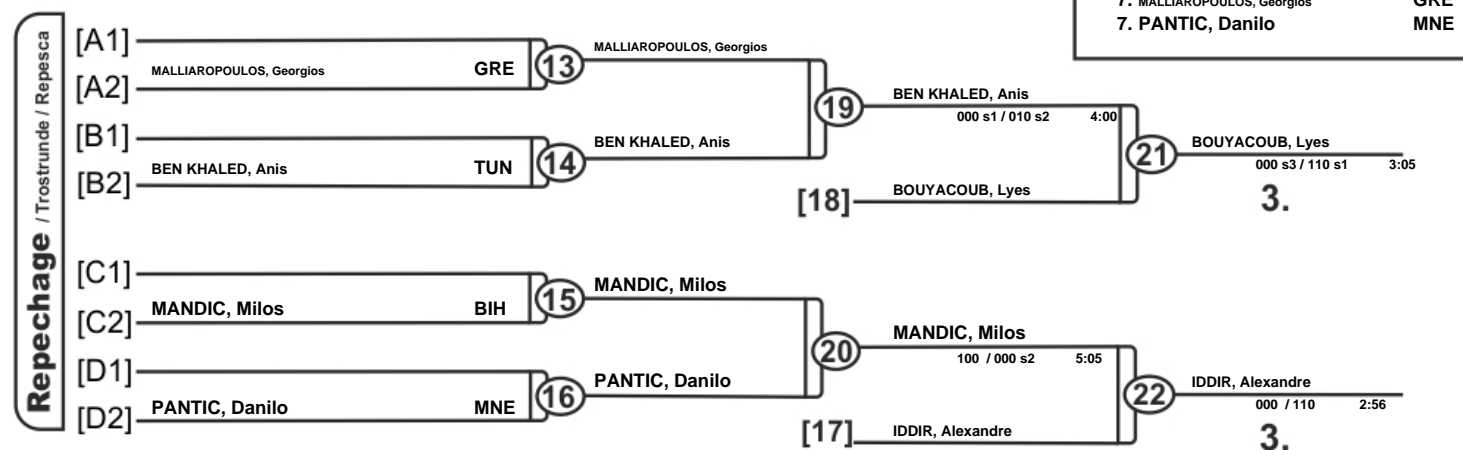 7. MALLIAROPOULOS, Georgios GRE
7. PANTIC, Danilo MNE
Repechage / Trostrunde / Repesca
[A1]
MALLIAROPOULOS, Georgios GRE
[A2]
13
MALLIAROPOULOS, Georgios
[B1]
BEN KHALED, Anis TUN
[B2]
14
BEN KHALED, Anis
19
BEN KHALED, Anis
000 s1 / 010 s2 4:00
[18]
BOUYACOUB, Lyes
21
BOUYACOUB, Lyes
000 s3 / 110 s1 3:05
3.
[C1]
MANDIC, Milos BIH
[C2]
15
MANDIC, Milos
[D1]
PANTIC, Danilo MNE
[D2]
16
PANTIC, Danilo
20
MANDIC, Milos
100 / 000 s2 5:05
[17]
IDDIR, Alexandre
22
IDDIR, Alexandre
000 / 110 2:56
3.